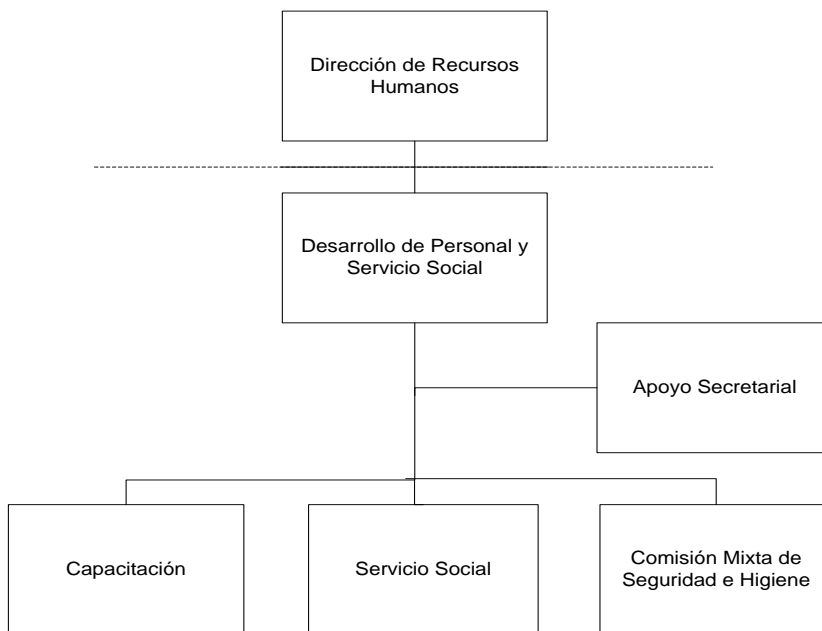 Dirección de Recursos
Humanos
Desarrollo de Personal y
Servicio Social
Apoyo Secretarial
Capacitación
Servicio Social
Comisión Mixta de
Seguridad e Higiene